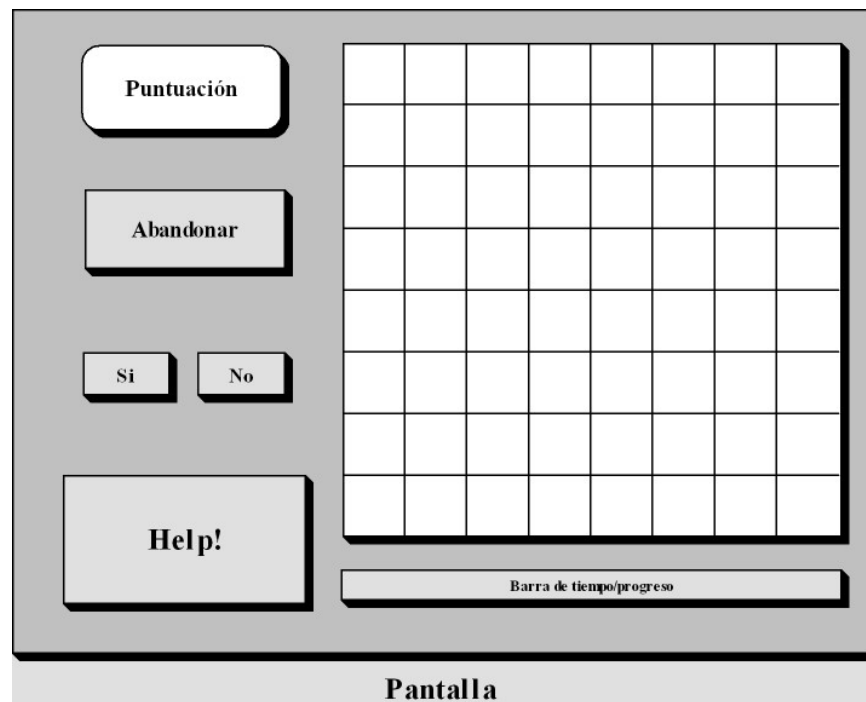 Puntuación
Abandonar
Si
No
Help!
Barra de tiempo/progreso
Pantalla